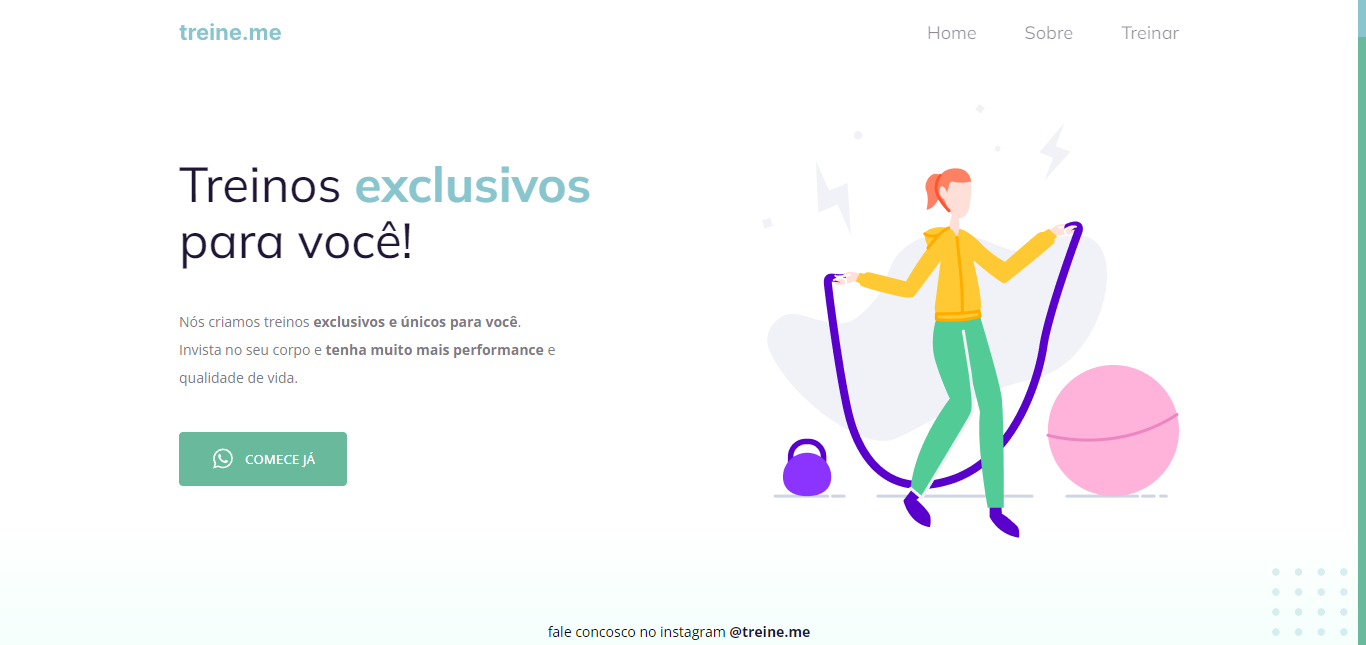 treine.me
Home Sobre Treinar
Treinos exclusivos
para você!
Nós criamos treinos exclusivos e únicos para você.
Invista no seu corpo e tenha muito mais performance e
qualidade de vida.
COMECE JÁ
fale concosco no instagram @treine.me